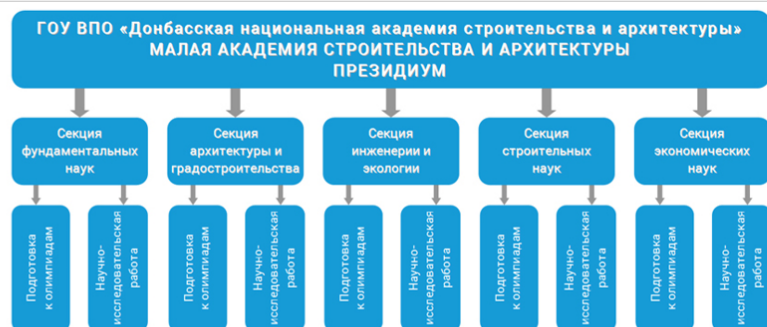 ГОУ ВПО «Донбасская национальная академия строительства и архитектуры»
МАЛАЯ АКАДЕМИЯ СТРОИТЕЛЬСТВА И АРХИТЕКТУРЫ
ПРЕЗИДИУМ
Секция
фундаментальных
наук
Секция
архитектуры и
градостроительства
Секция
инженерии и
экологии
Секция
строительных
наук
Секция
экономических
наук
Подготовка
к олимпиадам
Научно-
исследовательская
работа
Подготовка
к олимпиадам
Научно-
исследовательская
работа
Подготовка
к олимпиадам
Научно-
исследовательская
работа
Подготовка
к олимпиадам
Научно-
исследовательская
работа
Подготовка
к олимпиадам
Научно-
исследовательская
работа